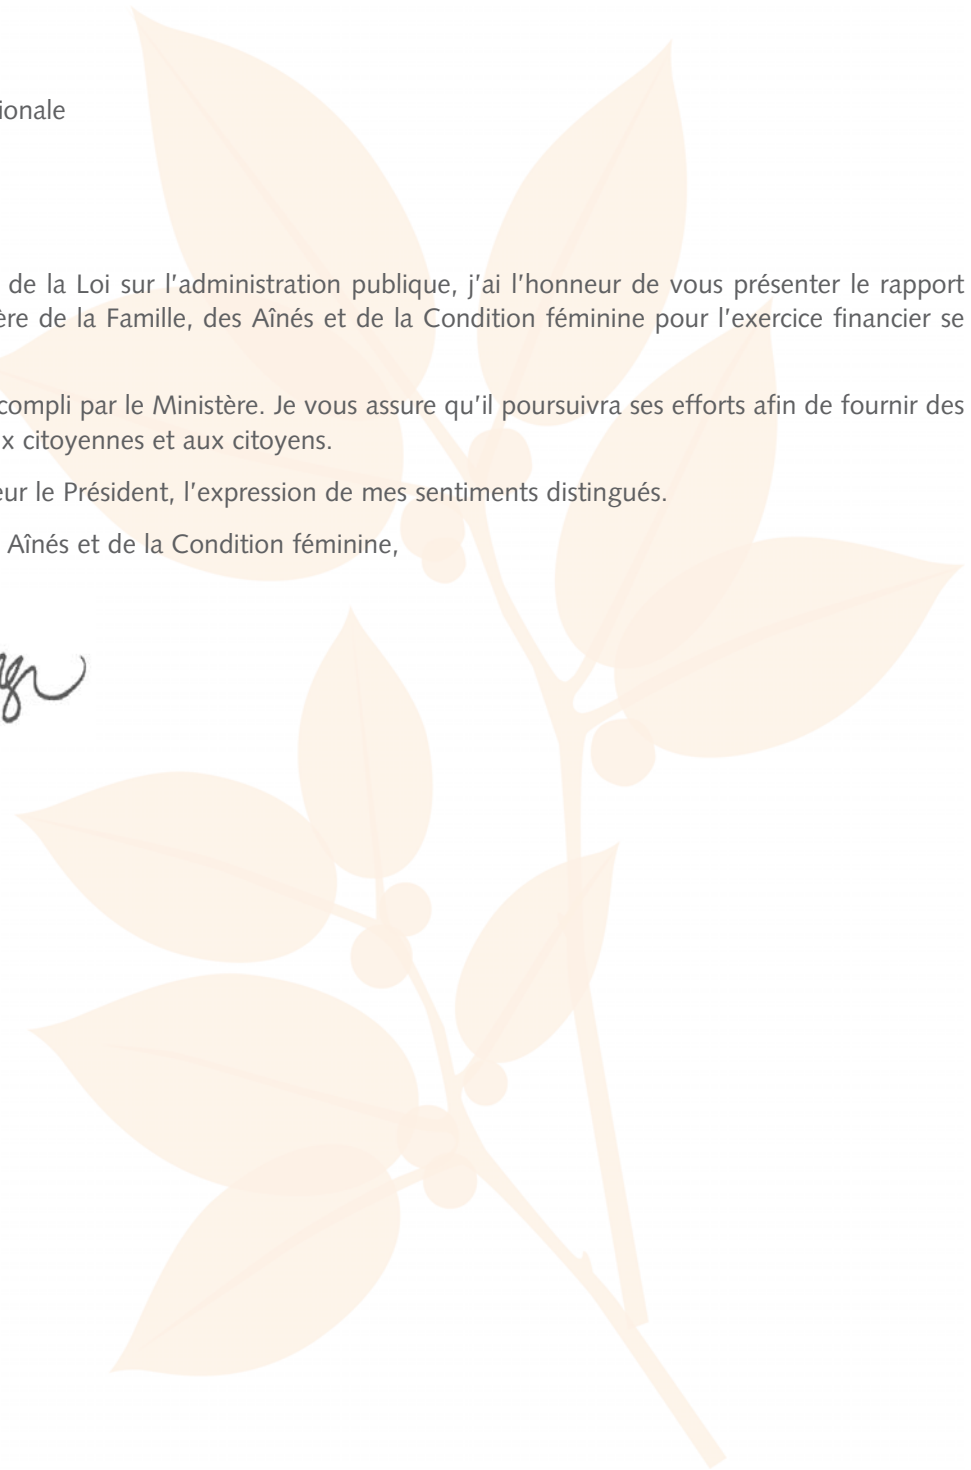 ionale
de la Loi sur l’administration publique, j’ai l’honneur de vous présenter le rapport
ère de la Famille, des Aînés et de la Condition féminine pour l’exercice financier se
compli par le Ministère. Je vous assure qu’il poursuivra ses efforts afin de fournir des
x citoyennes et aux citoyens.
eur le Président, l’expression de mes sentiments distingués.
Aînés et de la Condition féminine,